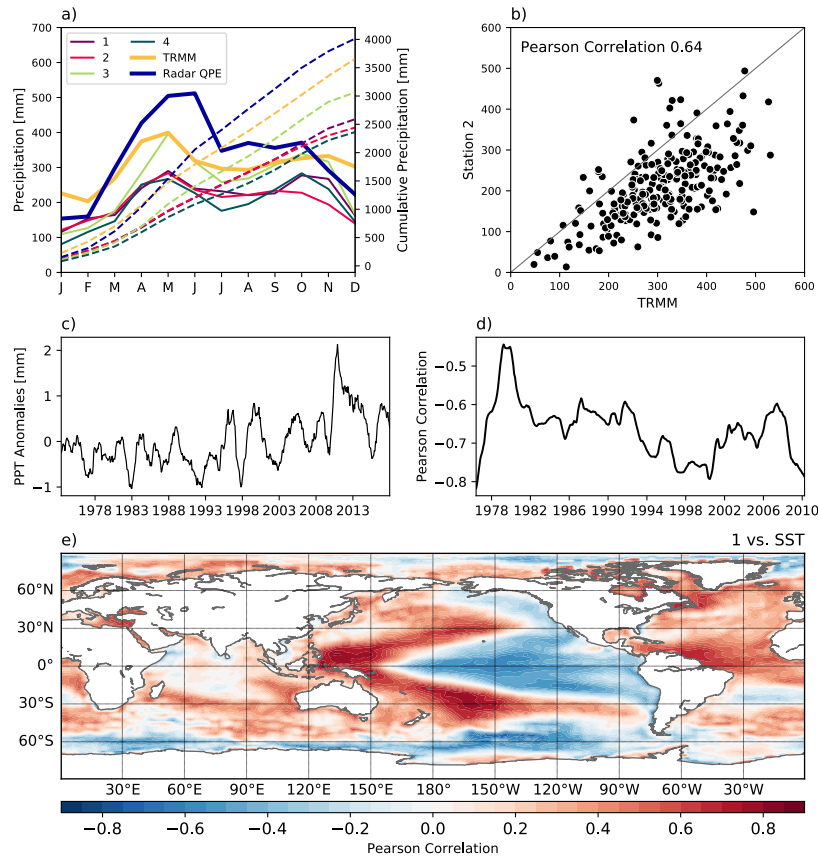 a)
700
600
500
400
300
200
100
0
Precipitation [mm]
1
2
3
4
TRMM
Radar QPE
4000
3500
3000
2500
2000
1500
1000
500
0
Cumulative Precipitation [mm]
J F M A M J J A S O N D
b)
Pearson Correlation 0.64
600
500
400
300
200
100
0
Station 2
0 100 200 300 400 500 600
TRMM
c)
2
1
0
−1
PPT Anomalies [mm]
1978 1983 1988 1993 1998 2003 2008 2013
d)
−0.5
−0.6
−0.7
−0.8
Pearson Correlation
1978 1982 1986 1990 1994 1998 2002 2006 2010
e)
1 vs. SST
60°N
30°N
0°
30°S
60°S
30°E 60°E 90°E 120°E 150°E 180° 150°W 120°W 90°W 60°W 30°W
−0.8 −0.6 −0.4 −0.2 0.0 0.2 0.4 0.6 0.8
Pearson Correlation